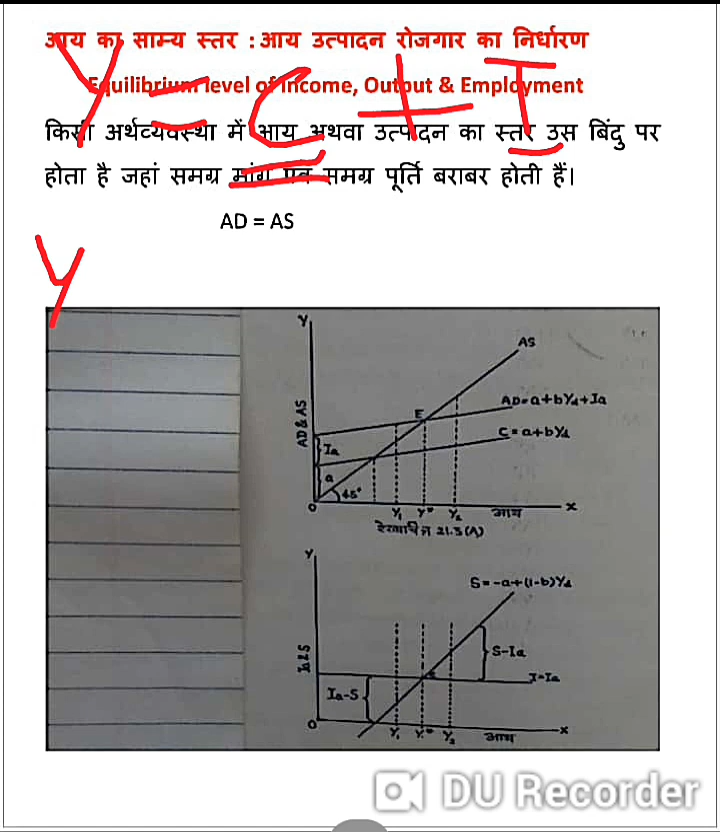 आय का साम्य स्तर : आय उत्पादन रोजगार का निर्धारण
Equilibrium level of income, Output & Employment
Y = C + I
किसी अर्थव्यवस्था में आय अथवा उत्पादन का स्तर उस बिंदु पर
होता है जहां समग्र मांग एवं समग्र पूर्ति बराबर होती हैं।
AD = AS
Y
Y
AS
AD=a+bYd+Ia
E
C=a+bYd
AD & AS
Ia
a
45°
O
Y₁ Y* Y₂ आय X
रेखाचित्र 21.3(A)
Y
S=-a+(1-b)Yd
I & S
S-Ia
I=Ia
Ia-S
O
Y₁ Y* Y₂ आय X
DU Recorder